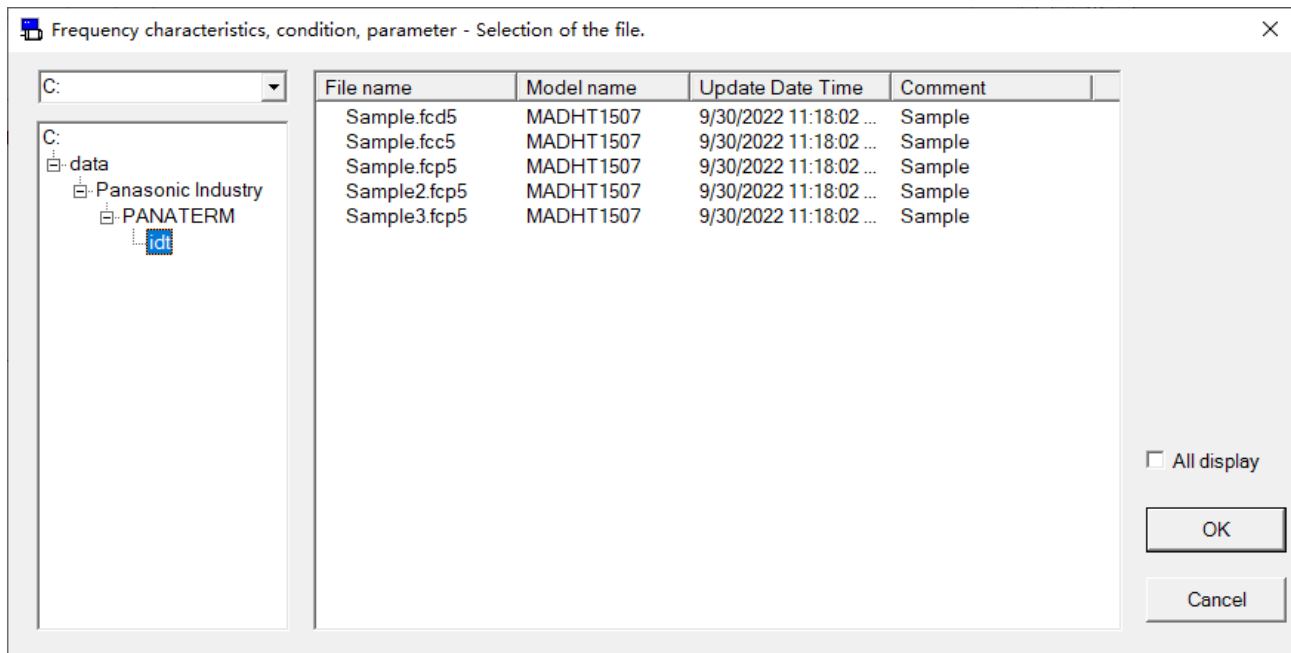 Frequency characteristics, condition, parameter - Selection of the file.
C:
C:
data
Panasonic Industry
PANATERM
idt
File name Model name Update Date Time Comment
Sample.fcd5 MADHT1507 9/30/2022 11:18:02 ... Sample
Sample.fcc5 MADHT1507 9/30/2022 11:18:02 ... Sample
Sample.fcp5 MADHT1507 9/30/2022 11:18:02 ... Sample
Sample2.fcp5 MADHT1507 9/30/2022 11:18:02 ... Sample
Sample3.fcp5 MADHT1507 9/30/2022 11:18:02 ... Sample
All display
OK
Cancel